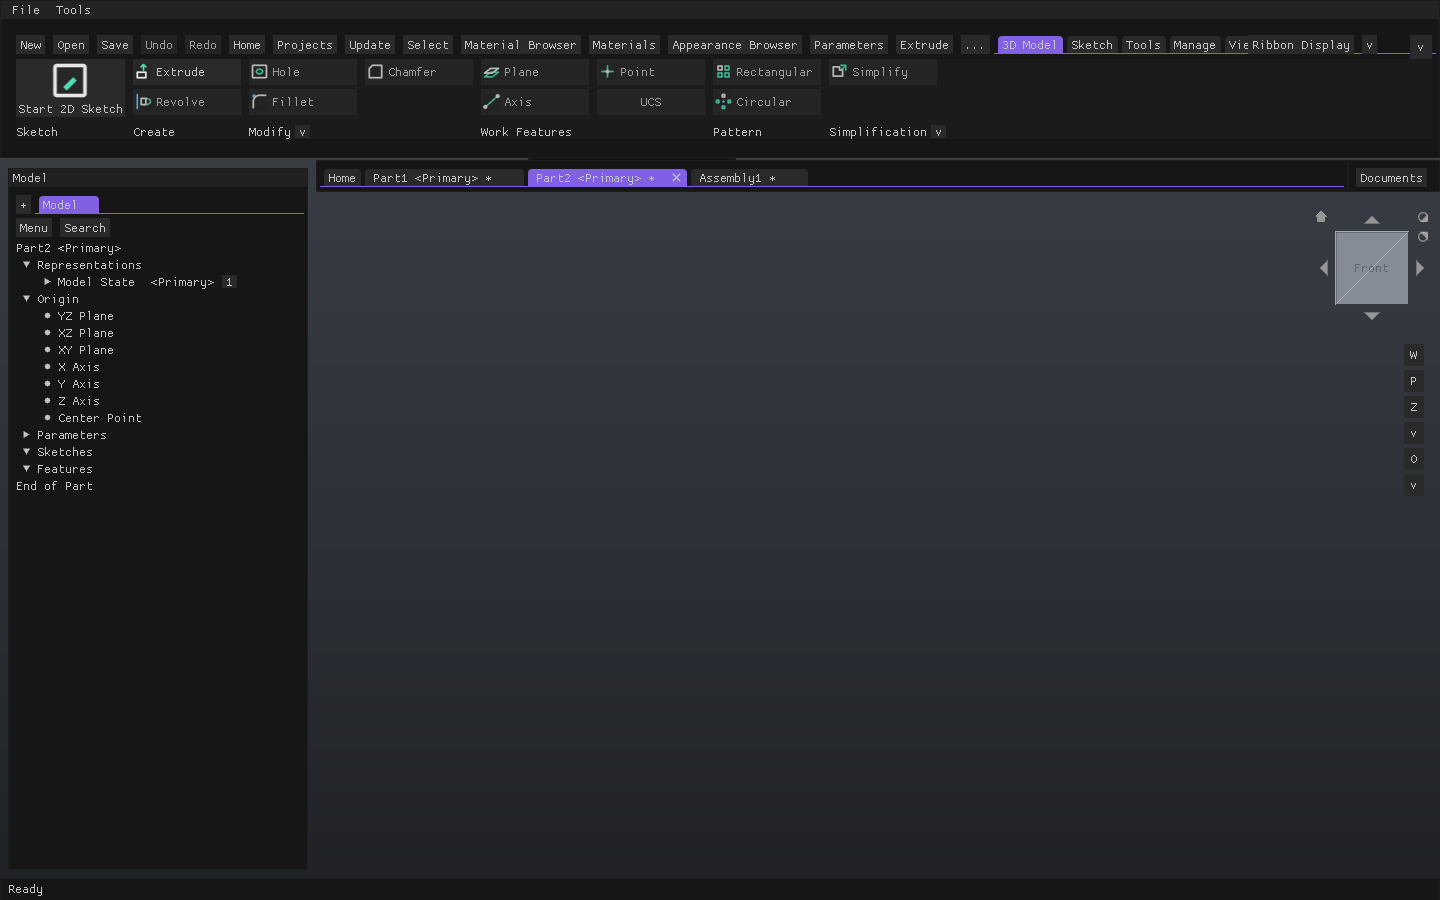 File Tools
New Open Save Undo Redo Home Projects Update Select Material Browser Materials Appearance Browser Parameters Extrude ... 3D Model Sketch Tools Manage Vie Ribbon Display v v
Extrude Hole Chamfer Plane Point Rectangular Simplify
Start 2D Sketch Revolve Fillet Axis UCS Circular
Sketch Create Modify v Work Features Pattern Simplification v
Model
Home Part1 <Primary> * Part2 <Primary> * ✕ Assembly1 * Documents
+ Model
Menu Search
Part2 <Primary>
Representations
Model State <Primary> 1
Origin
YZ Plane
XZ Plane
XY Plane
X Axis
Y Axis
Z Axis
Center Point
Parameters
Sketches
Features
End of Part
Front
W
P
Z
v
O
v
Ready